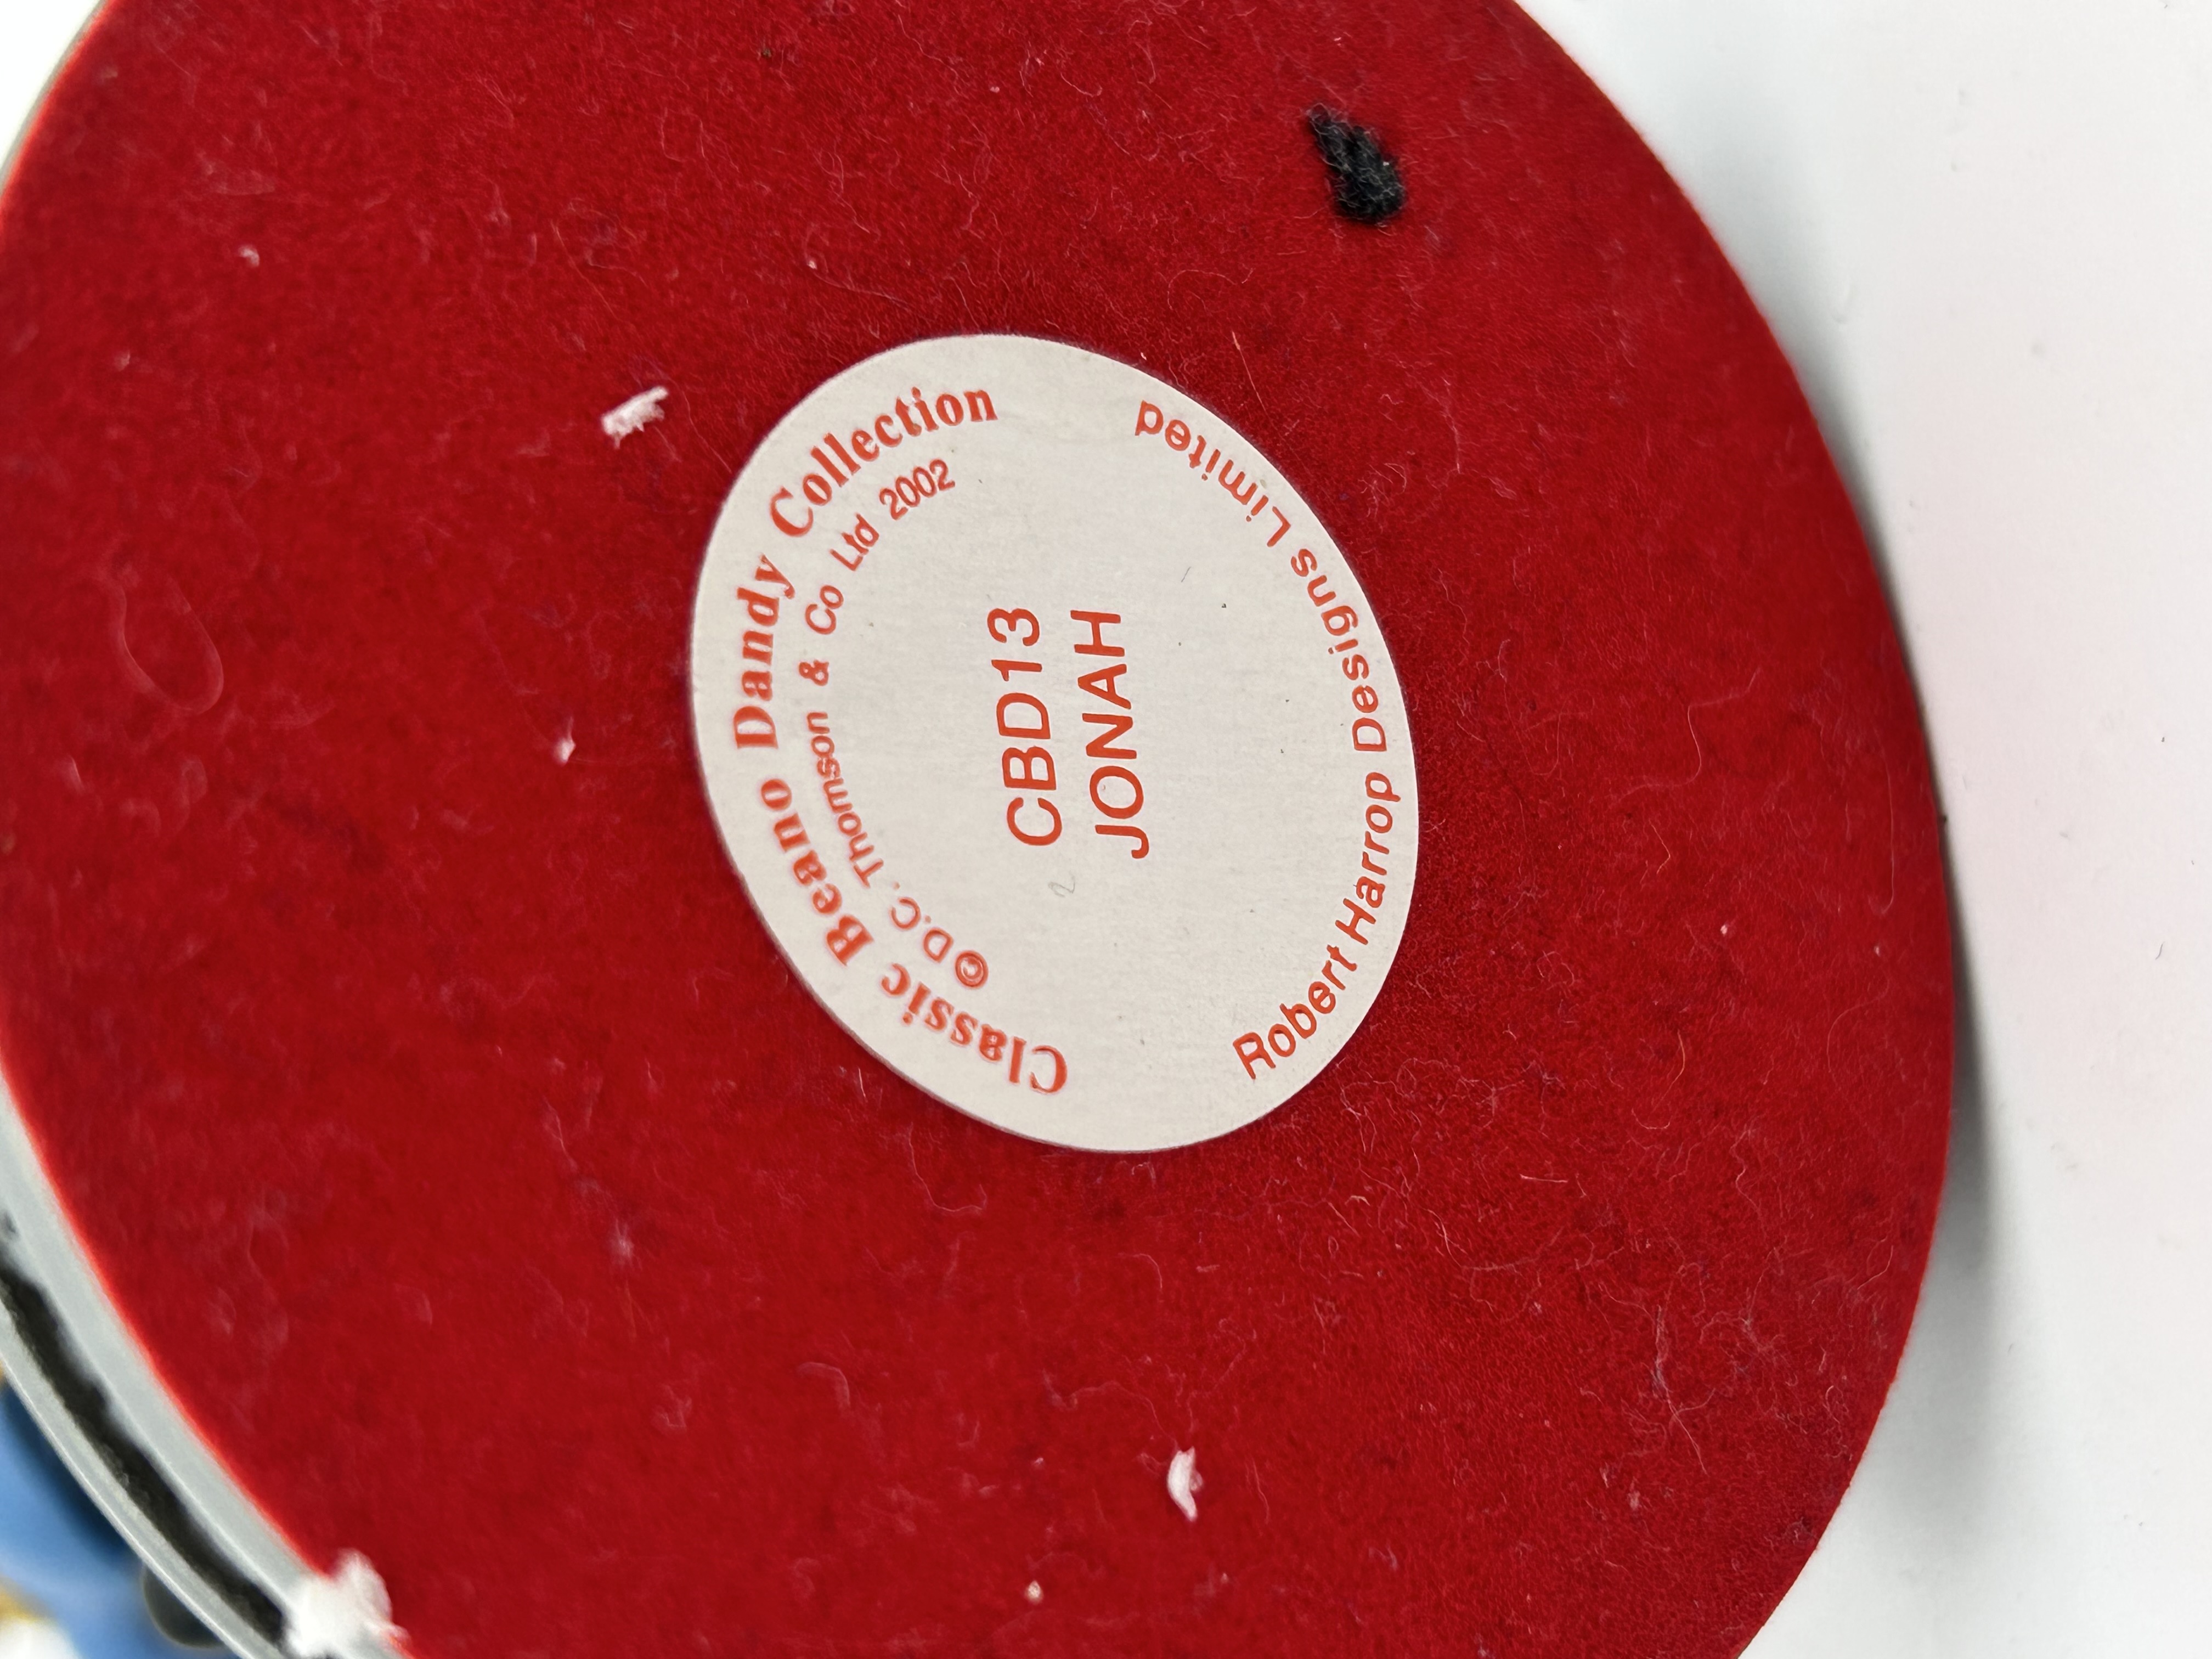 Classic Beano Dandy Collection
©D.C. Thomson & Co Ltd 2002
CBD13
JONAH
Robert Harrop Designs Limited